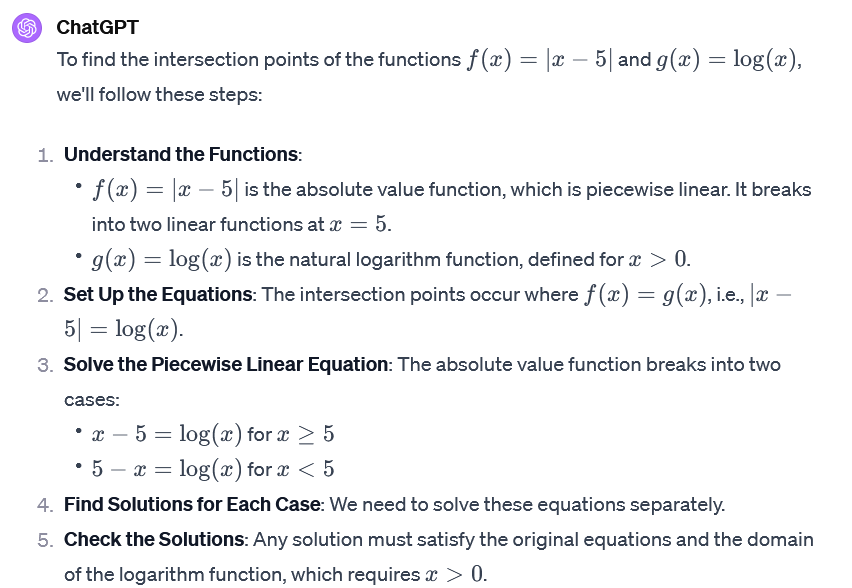 ChatGPT
To find the intersection points of the functions f(x) = |x − 5| and g(x) = log(x),
we'll follow these steps:
1. Understand the Functions:
• f(x) = |x − 5| is the absolute value function, which is piecewise linear. It breaks
into two linear functions at x = 5.
• g(x) = log(x) is the natural logarithm function, defined for x > 0.
2. Set Up the Equations: The intersection points occur where f(x) = g(x), i.e., |x −
5| = log(x).
3. Solve the Piecewise Linear Equation: The absolute value function breaks into two
cases:
• x − 5 = log(x) for x ≥ 5
• 5 − x = log(x) for x < 5
4. Find Solutions for Each Case: We need to solve these equations separately.
5. Check the Solutions: Any solution must satisfy the original equations and the domain
of the logarithm function, which requires x > 0.